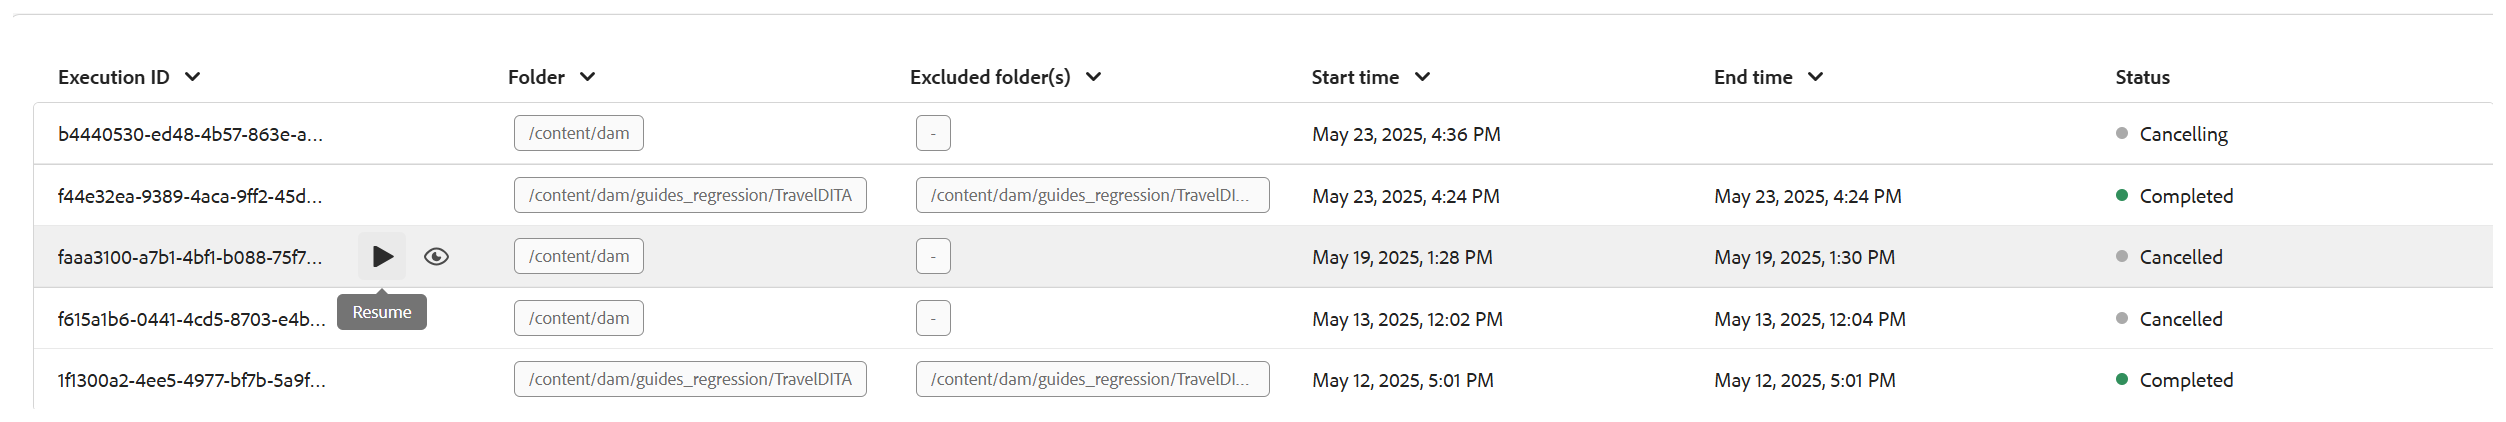 Execution ID Folder Excluded folder(s) Start time End time Status
b4440530-ed48-4b57-863e-a... /content/dam - May 23, 2025, 4:36 PM Cancelling
f44e32ea-9389-4aca-9ff2-45d... /content/dam/guides_regression/TravelDITA /content/dam/guides_regression/TravelDI... May 23, 2025, 4:24 PM May 23, 2025, 4:24 PM Completed
faaa3100-a7b1-4bf1-b088-75f7... /content/dam - May 19, 2025, 1:28 PM May 19, 2025, 1:30 PM Cancelled
Resume
f615a1b6-0441-4cd5-8703-e4b... /content/dam - May 13, 2025, 12:02 PM May 13, 2025, 12:04 PM Cancelled
1f1300a2-4ee5-4977-bf7b-5a9f... /content/dam/guides_regression/TravelDITA /content/dam/guides_regression/TravelDI... May 12, 2025, 5:01 PM May 12, 2025, 5:01 PM Completed